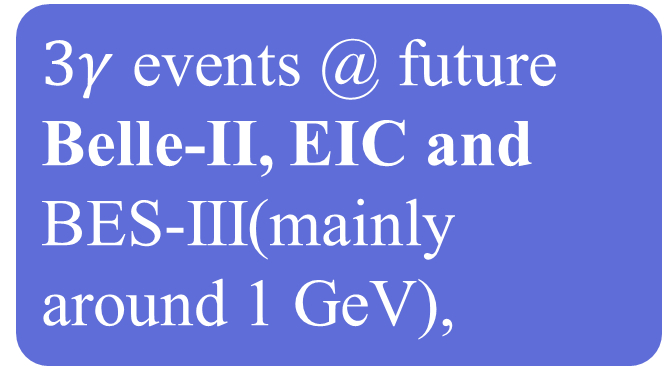 3γ events @ future
Belle-II, EIC and
BES-III(mainly
around 1 GeV),